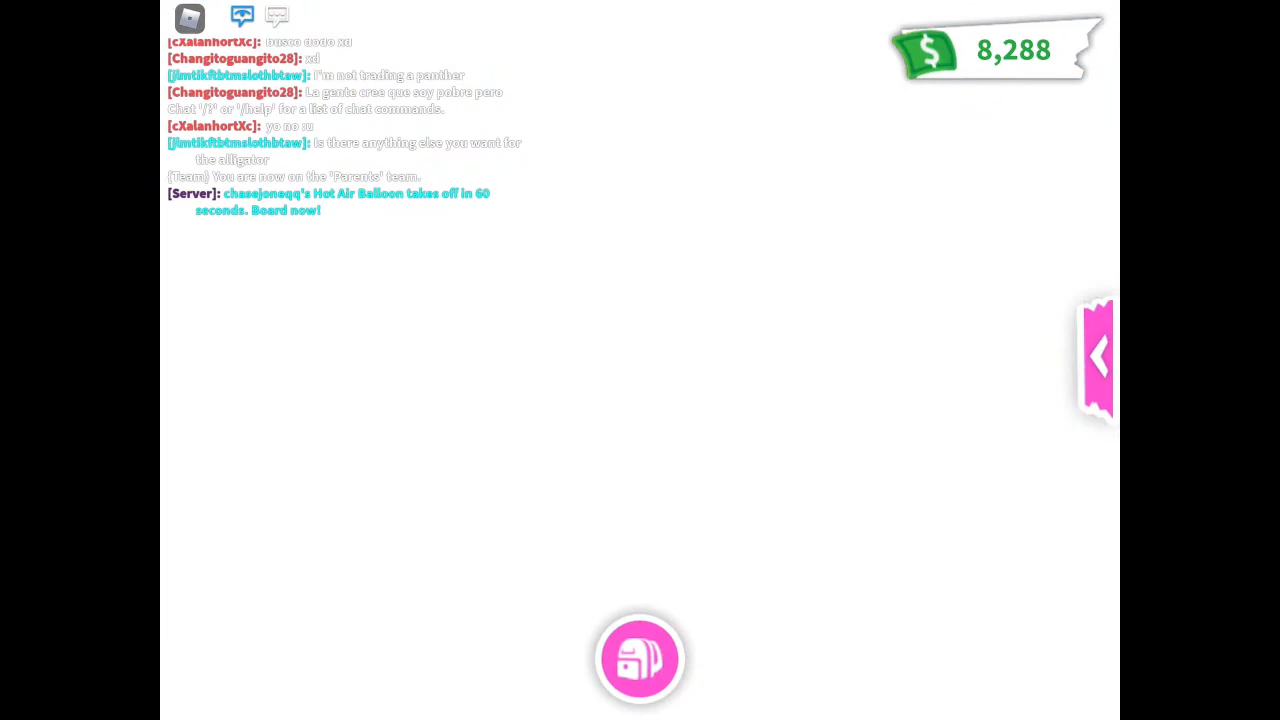 [cXalanhortXc]: busco dodo xd
[Changitoguangito28]: xd
[jlmtikftbtmslothbtaw]: I'm not trading a panther
[Changitoguangito28]: La gente cree que soy pobre pero
Chat '/?' or '/help' for a list of chat commands.
[cXalanhortXc]: yo no :u
[jlmtikftbtmslothbtaw]: Is there anything else you want for
the alligator
{Team} You are now on the 'Parents' team.
[Server]: chasejoneqq's Hot Air Balloon takes off in 60
seconds. Board now!
$ 8,288